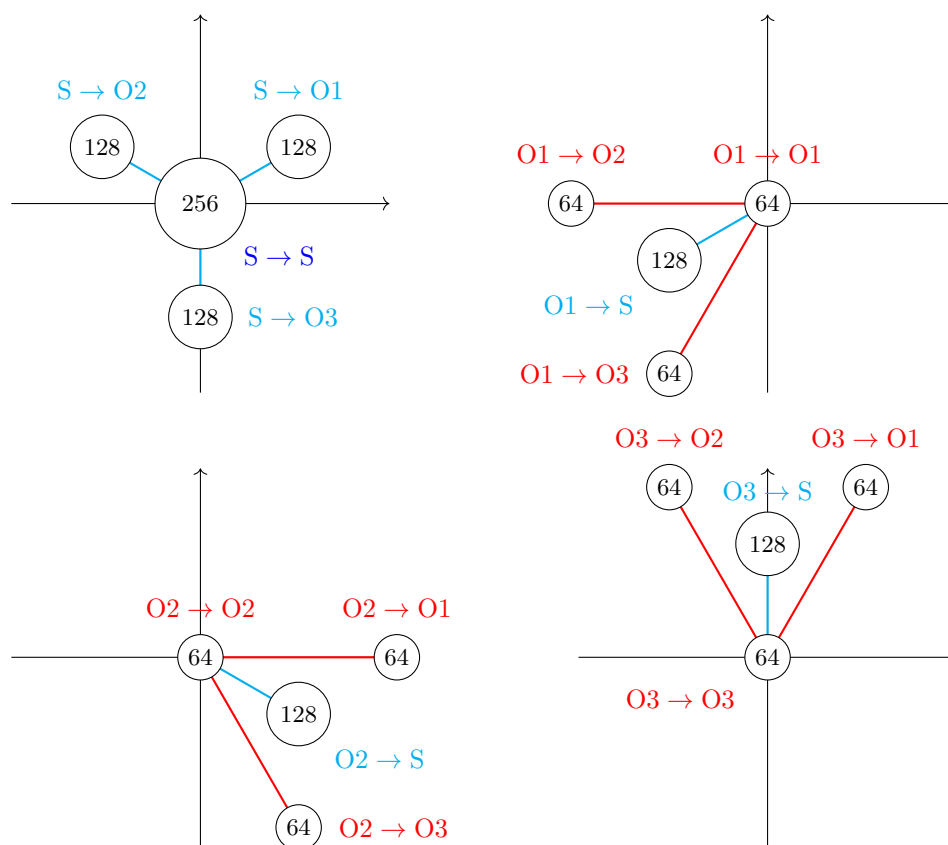 S → O2
S → O1
128
128
256
S → S
128
S → O3
O1 → O2
O1 → O1
64
64
128
O1 → S
O1 → O3
64
O2 → O2
O2 → O1
64
64
128
O2 → S
64
O2 → O3
O3 → O2
O3 → O1
64
O3 → S
64
128
64
O3 → O3